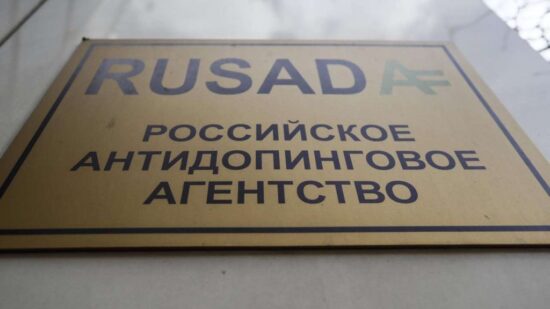 RUSADA
РОССИЙСКОЕ
АНТИДОПИНГОВОЕ
АГЕНТСТВО